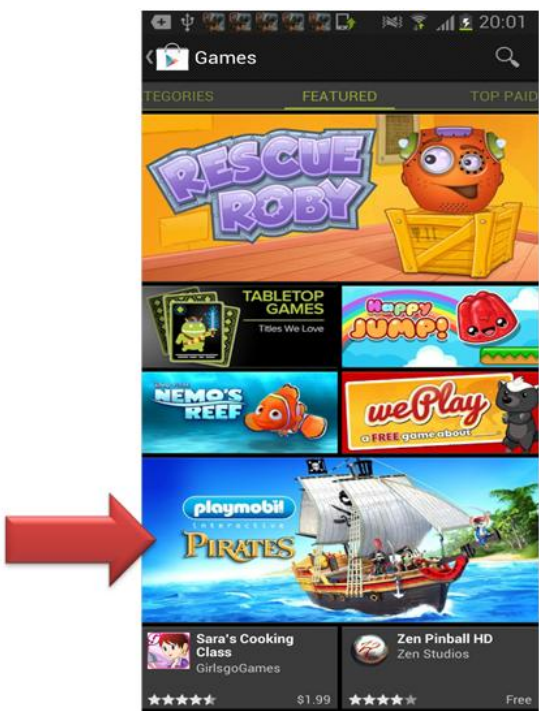 20:01
Games
TEGORIES FEATURED TOP PAID
RESCUE
ROBY
TABLETOP
GAMES
Titles We Love
Happy
JUMP!
NEMO'S
REEF
wePlay
a FREE game about
playmobil
interactive
PIRATES
Sara's Cooking
Class
GirlsgoGames
$1.99
Zen Pinball HD
Zen Studios
Free